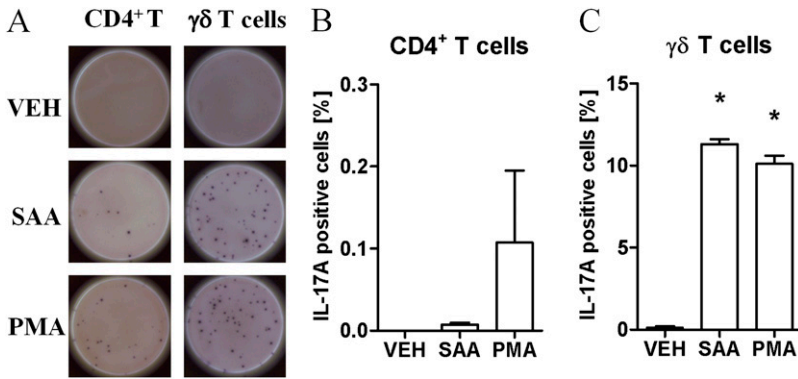 A
CD4+ T
γδ T cells
VEH
SAA
PMA
B
CD4+ T cells
IL-17A positive cells [%]
0.3
0.2
0.1
0.0
VEH SAA PMA
C
γδ T cells
IL-17A positive cells [%]
15
10
5
0
*
*
VEH SAA PMA